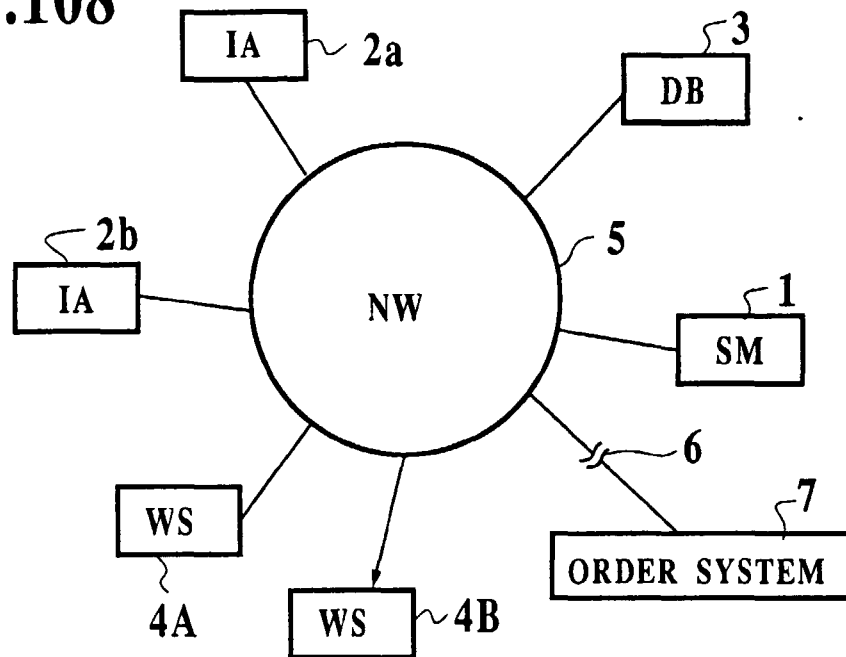 .108
IA 2a
3
DB
2b
IA
5
NW
1
SM
6
7
WS
4A
ORDER SYSTEM
WS 4B